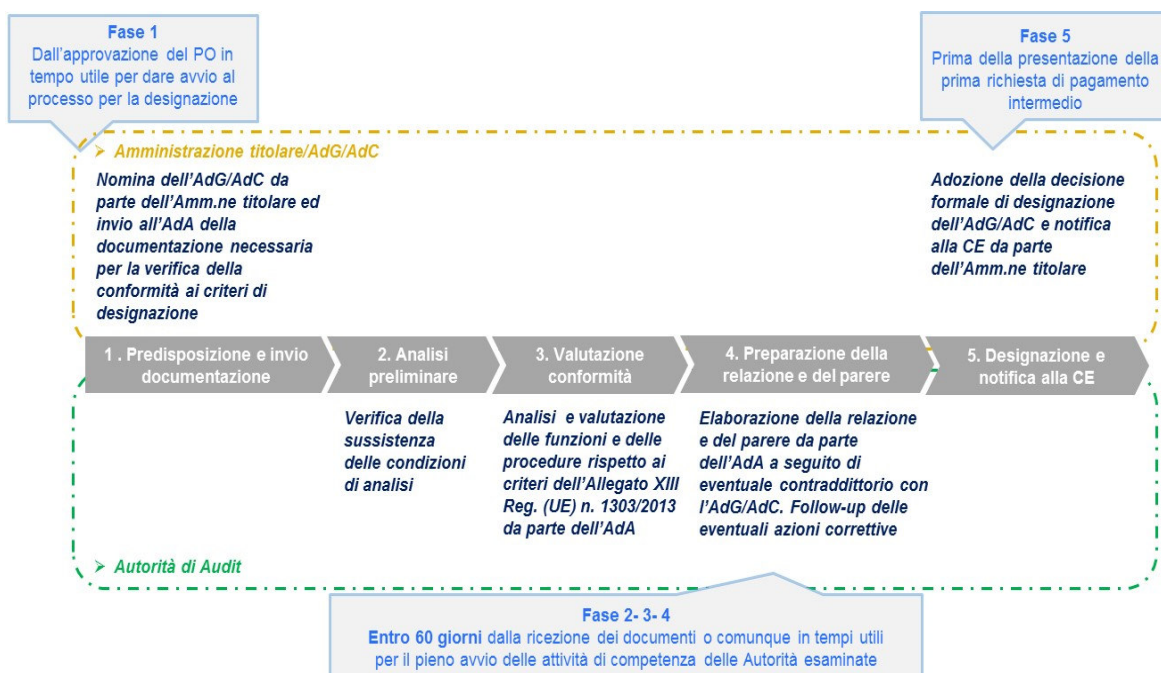 Fase 1
Dall'approvazione del PO in
tempo utile per dare avvio al
processo per la designazione
Fase 5
Prima della presentazione della
prima richiesta di pagamento
intermedio
➢ Amministrazione titolare/AdG/AdC
Nomina dell'AdG/AdC da
parte dell'Amm.ne titolare ed
invio all'AdA della
documentazione necessaria
per la verifica della
conformità ai criteri di
designazione
Adozione della decisione
formale di designazione
dell'AdG/AdC e notifica
alla CE da parte
dell'Amm.ne titolare
1 . Predisposizione e invio
documentazione
2. Analisi
preliminare
3. Valutazione
conformità
4. Preparazione della
relazione e del parere
5. Designazione e
notifica alla CE
Verifica della
sussistenza
delle condizioni
di analisi
Analisi e valutazione
delle funzioni e delle
procedure rispetto ai
criteri dell'Allegato XIII
Reg. (UE) n. 1303/2013
da parte dell'AdA
Elaborazione della relazione
e del parere da parte
dell'AdA a seguito di
eventuale contraddittorio con
l'AdG/AdC. Follow-up delle
eventuali azioni correttive
➢ Autorità di Audit
Fase 2- 3- 4
Entro 60 giorni dalla ricezione dei documenti o comunque in tempi utili
per il pieno avvio delle attività di competenza delle Autorità esaminate